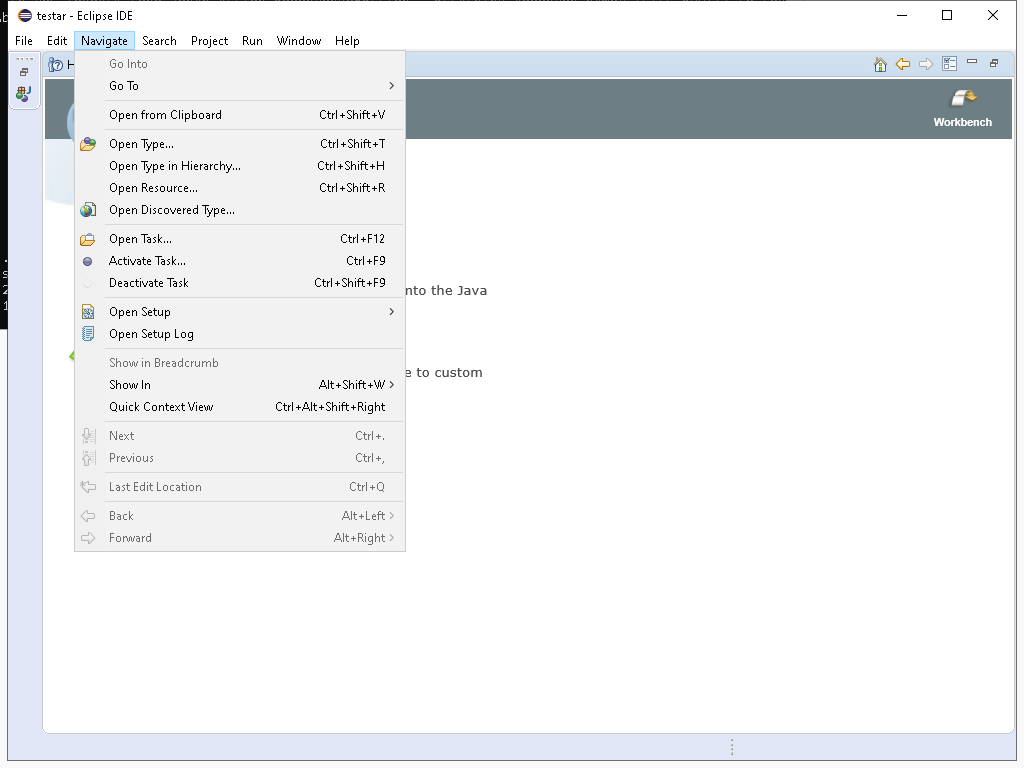 testar - Eclipse IDE
File Edit Navigate Search Project Run Window Help
Go Into
Go To
Workbench
Open from Clipboard Ctrl+Shift+V
Open Type... Ctrl+Shift+T
Open Type in Hierarchy... Ctrl+Shift+H
Open Resource... Ctrl+Shift+R
Open Discovered Type...
Open Task... Ctrl+F12
Activate Task... Ctrl+F9
Deactivate Task Ctrl+Shift+F9
nto the Java
Open Setup
Open Setup Log
Show in Breadcrumb
e to custom
Show In Alt+Shift+W
Quick Context View Ctrl+Alt+Shift+Right
Next Ctrl+.
Previous Ctrl+,
Last Edit Location Ctrl+Q
Back Alt+Left
Forward Alt+Right